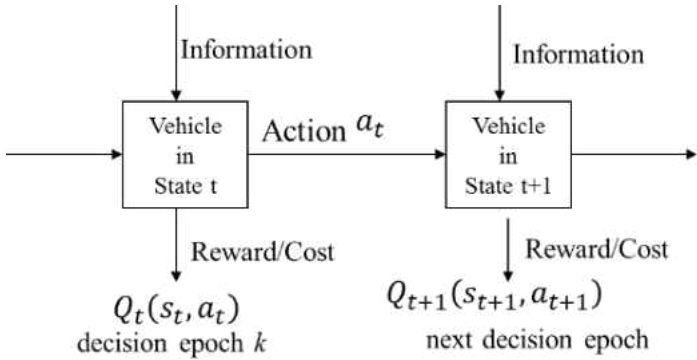 Information
Information
Vehicle
in
State t
Action a_t
Vehicle
in
State t+1
Reward/Cost
Reward/Cost
Q_t(s_t, a_t)
decision epoch k
Q_{t+1}(s_{t+1}, a_{t+1})
next decision epoch